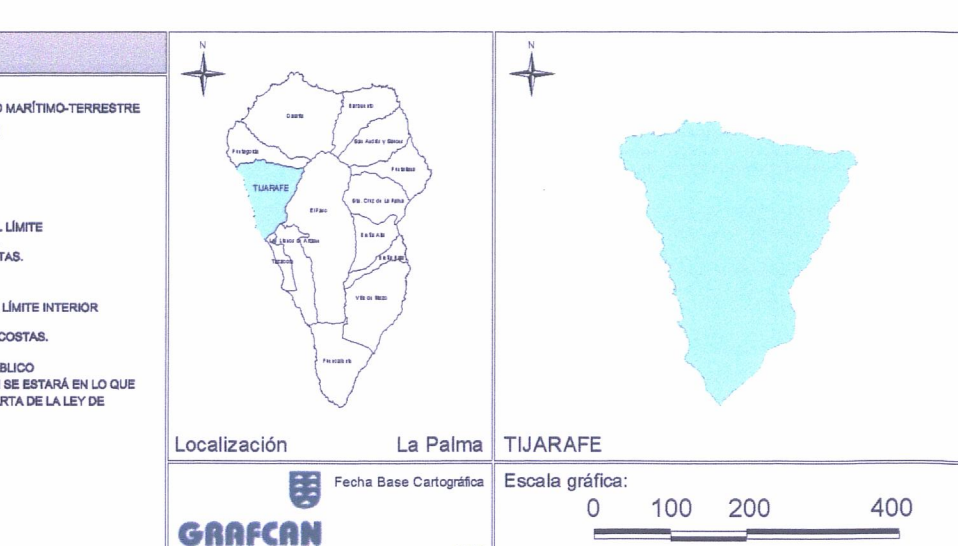 O MARÍTIMO-TERRESTRE
L LÍMITE
TAS.
LÍMITE INTERIOR
COSTAS.
BLICO
SE ESTARÁ EN LO QUE
RTA DE LA LEY DE
N
Garafía
Barlovento
San Andrés y Sauces
Puntagorda
Puntallana
TIJARAFE
Sta. Cruz de La Palma
El Paso
Breña Alta
Los Llanos de Aridane
Breña Baja
Tazacorte
Villa de Mazo
Fuencaliente
Localización La Palma
N
TIJARAFE
Fecha Base Cartográfica
GRAFCAN
Escala gráfica:
0 100 200 400